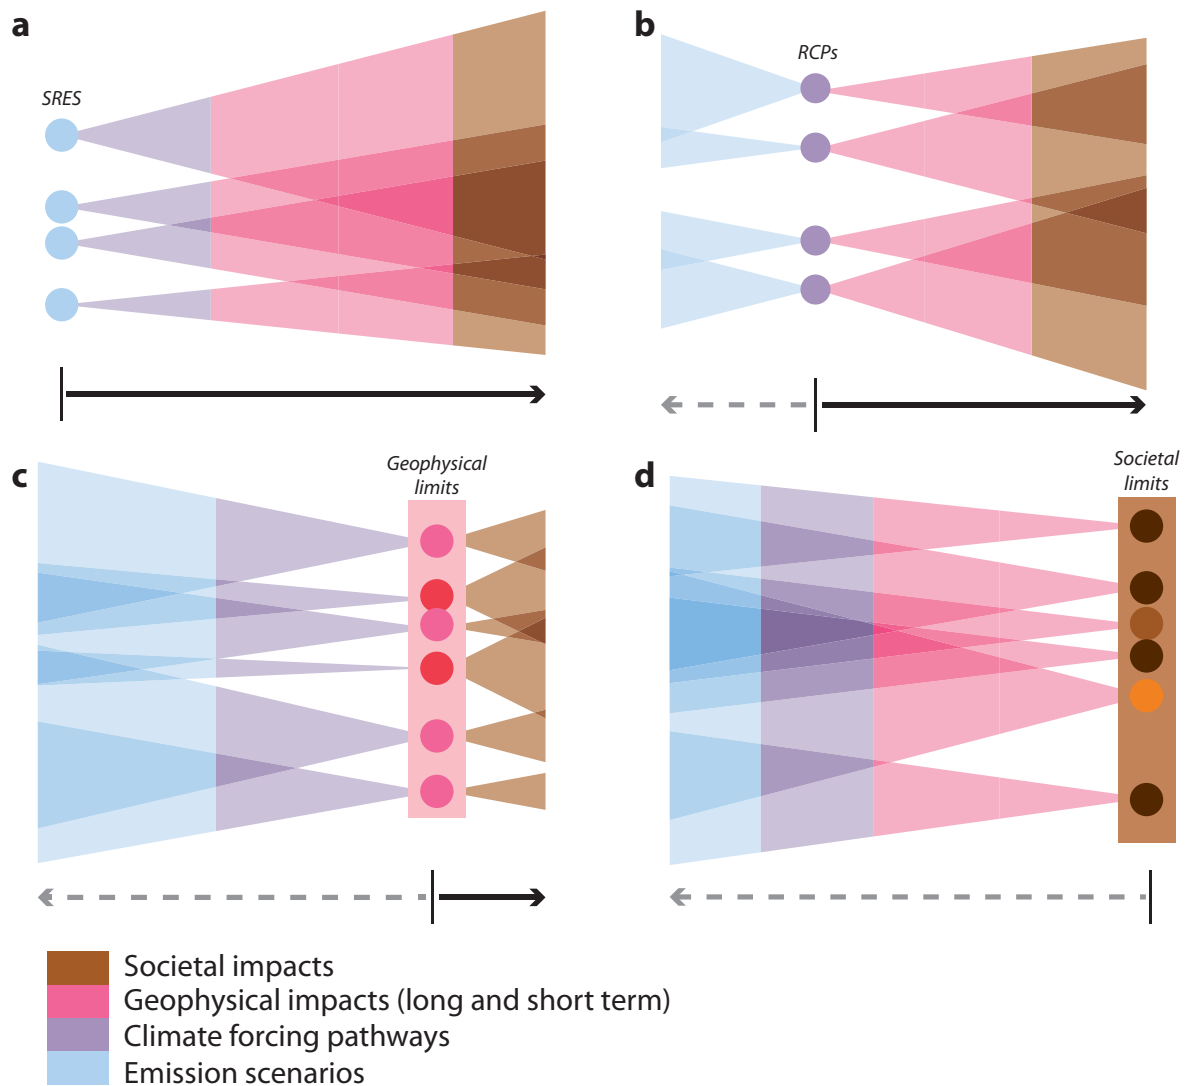 a
SRES
b
RCPs
c
Geophysical
limits
d
Societal
limits
Societal impacts
Geophysical impacts (long and short term)
Climate forcing pathways
Emission scenarios